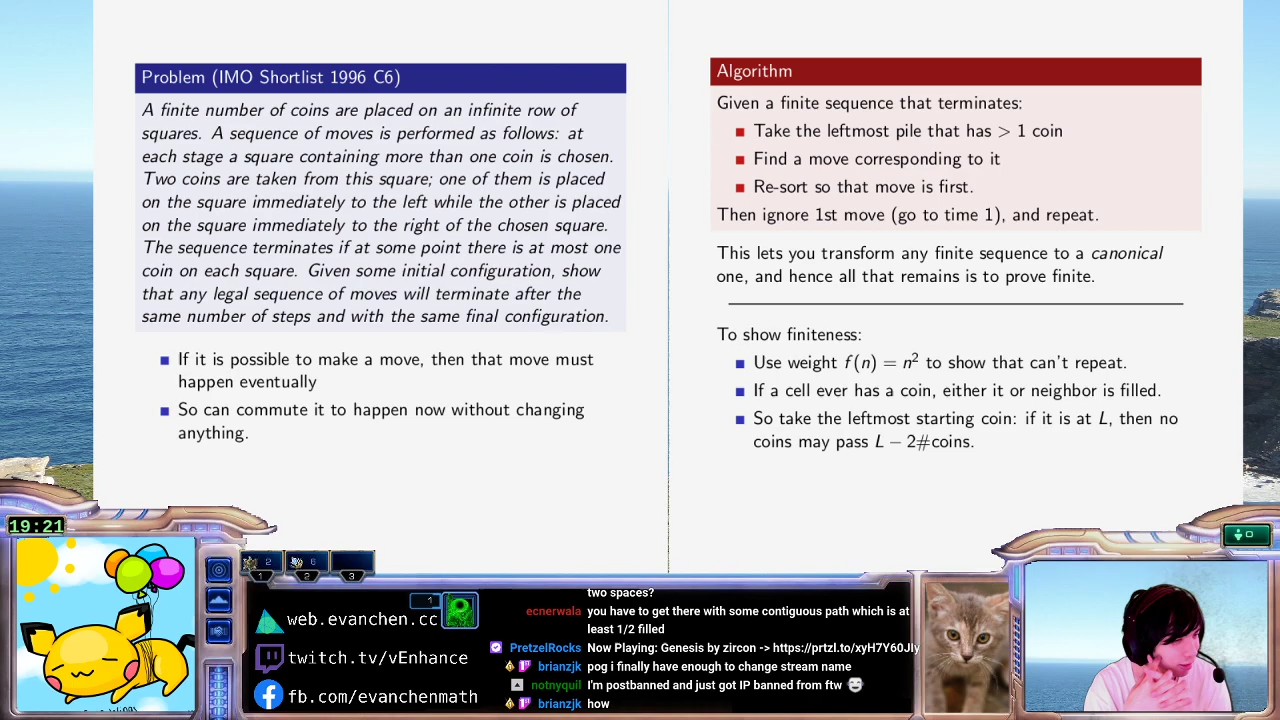 Problem (IMO Shortlist 1996 C6)
A finite number of coins are placed on an infinite row of
squares. A sequence of moves is performed as follows: at
each stage a square containing more than one coin is chosen.
Two coins are taken from this square; one of them is placed
on the square immediately to the left while the other is placed
on the square immediately to the right of the chosen square.
The sequence terminates if at some point there is at most one
coin on each square. Given some initial configuration, show
that any legal sequence of moves will terminate after the
same number of steps and with the same final configuration.
If it is possible to make a move, then that move must
happen eventually
So can commute it to happen now without changing
anything.
Algorithm
Given a finite sequence that terminates:
Take the leftmost pile that has > 1 coin
Find a move corresponding to it
Re-sort so that move is first.
Then ignore 1st move (go to time 1), and repeat.
This lets you transform any finite sequence to a canonical
one, and hence all that remains is to prove finite.
To show finiteness:
Use weight f(n) = n² to show that can't repeat.
If a cell ever has a coin, either it or neighbor is filled.
So take the leftmost starting coin: if it is at L, then no
coins may pass L − 2#coins.
19:21
2 6
1 2 3
1
web.evanchen.cc
twitch.tv/vEnhance
fb.com/evanchenmath
two spaces?
ecnerwala you have to get there with some contiguous path which is at
least 1/2 filled
PretzelRocks Now Playing: Genesis by zircon -> https://prtzl.to/xyH7Y60JIy
brianzjk pog i finally have enough to change stream name
notnyquil I'm postbanned and just got IP banned from ftw
brianzjk how